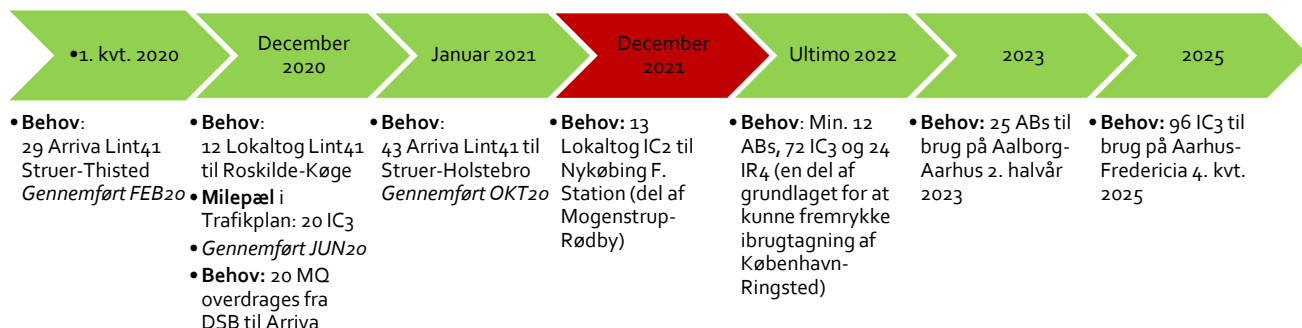 •1. kvt. 2020
December
2020
Januar 2021
December
2021
Ultimo 2022
2023
2025
• Behov:
29 Arriva Lint41
Struer-Thisted
Gennemført FEB20
• Behov:
12 Lokaltog Lint41
til Roskilde-Køge
• Milepæl i
Trafikplan: 20 IC3
• Gennemført JUN20
• Behov: 20 MQ
overdrages fra
DSB til Arriva
• Behov:
43 Arriva Lint41 til
Struer-Holstebro
Gennemført OKT20
• Behov: 13
Lokaltog IC2 til
Nykøbing F.
Station (del af
Mogenstrup-
Rødby)
• Behov: Min. 12
ABs, 72 IC3 og 24
IR4 (en del af
grundlaget for at
kunne fremrykke
ibrugtagning af
København-
Ringsted)
• Behov: 25 ABs til
brug på Aalborg-
Aarhus 2. halvår
2023
• Behov: 96 IC3 til
brug på Aarhus-
Fredericia 4. kvt.
2025